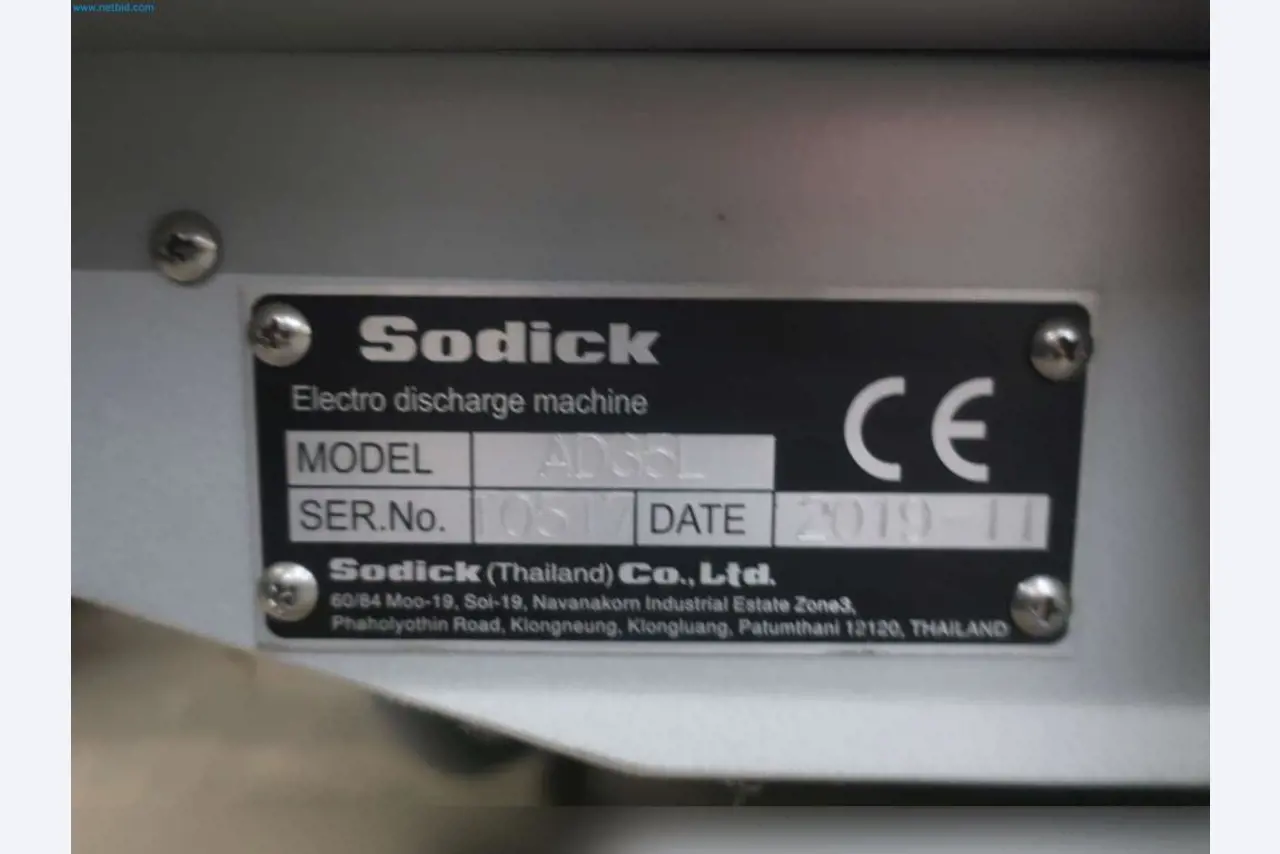 www.netbid.com
Sodick
Electro discharge machine
CE
MODEL AD35L
SER.No. DATE 2019-11
Sodick (Thailand) Co., Ltd.
60/84 Moo-19, Soi-19, Navanakorn Industrial Estate Zone3,
Phaholyothin Road, Klongneung, Klongluang, Patumthani 12120, THAILAND